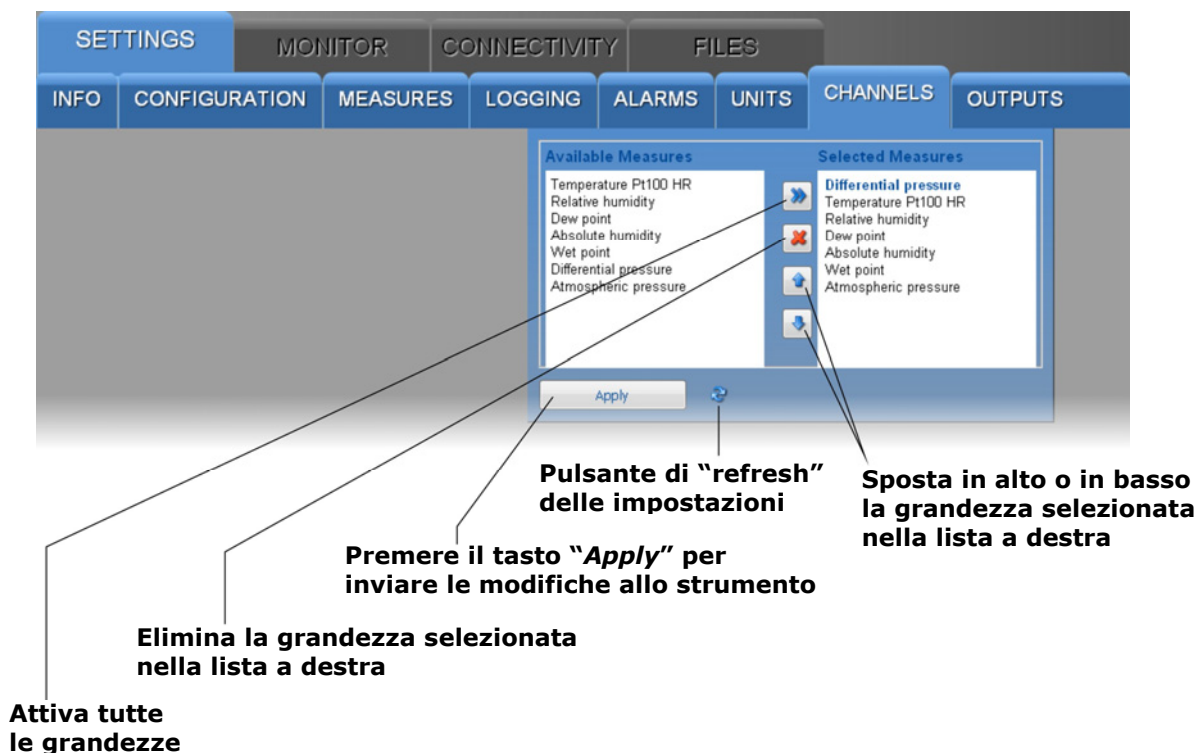 SETTINGS MONITOR CONNECTIVITY FILES
INFO CONFIGURATION MEASURES LOGGING ALARMS UNITS CHANNELS OUTPUTS
Available Measures
Temperature Pt100 HR
Relative humidity
Dew point
Absolute humidity
Wet point
Differential pressure
Atmospheric pressure
Selected Measures
Differential pressure
Temperature Pt100 HR
Relative humidity
Dew point
Absolute humidity
Wet point
Atmospheric pressure
Apply
Pulsante di “refresh”
delle impostazioni
Sposta in alto o in basso
la grandezza selezionata
nella lista a destra
Premere il tasto “Apply” per
inviare le modifiche allo strumento
Elimina la grandezza selezionata
nella lista a destra
Attiva tutte
le grandezze